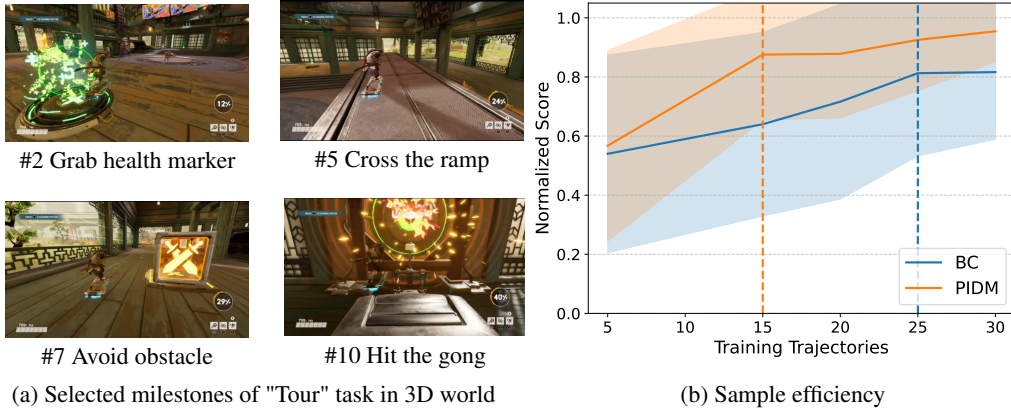 12%
#2 Grab health marker
24%
#5 Cross the ramp
29%
#7 Avoid obstacle
40%
#10 Hit the gong
(a) Selected milestones of "Tour" task in 3D world
Normalized Score
1.0
0.8
0.6
0.4
0.2
0.0
BC
PIDM
5
10
15
20
25
30
Training Trajectories
(b) Sample efficiency